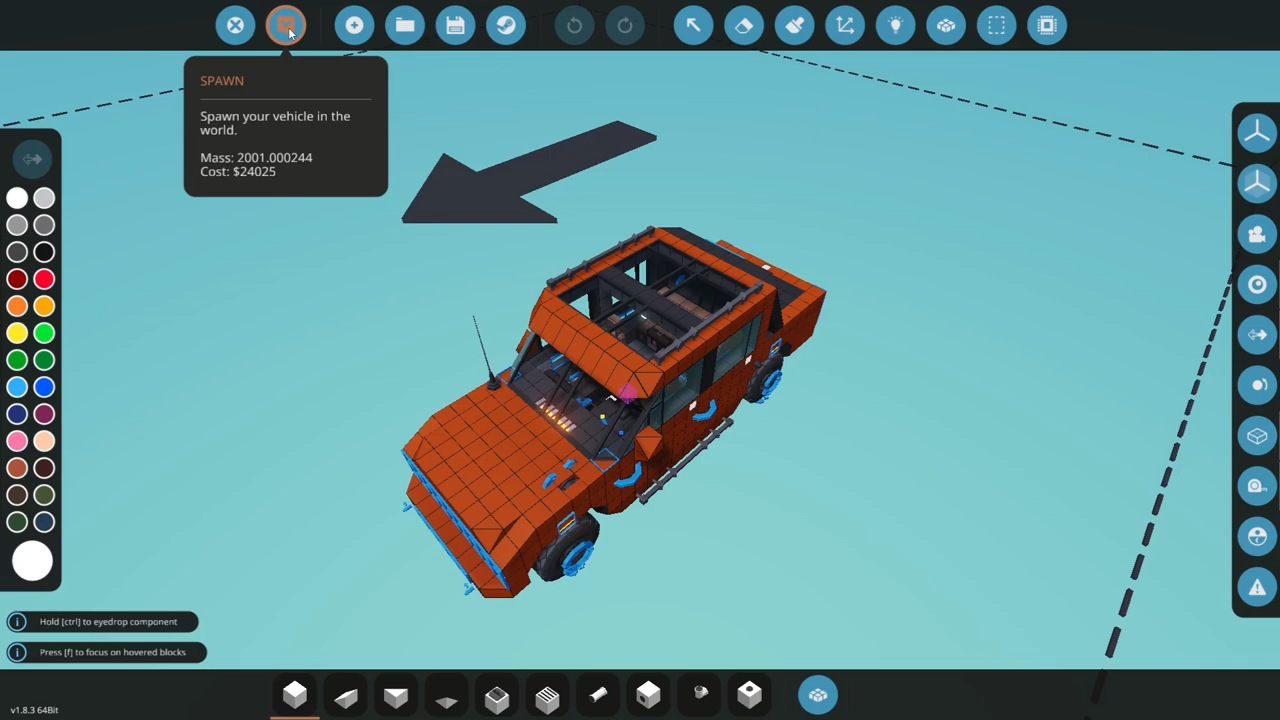 SPAWN
Spawn your vehicle in the
world.
Mass: 2001.000244
Cost: $24025
Hold [ctrl] to eyedrop component
Press [f] to focus on hovered blocks
v1.8.3 64Bit